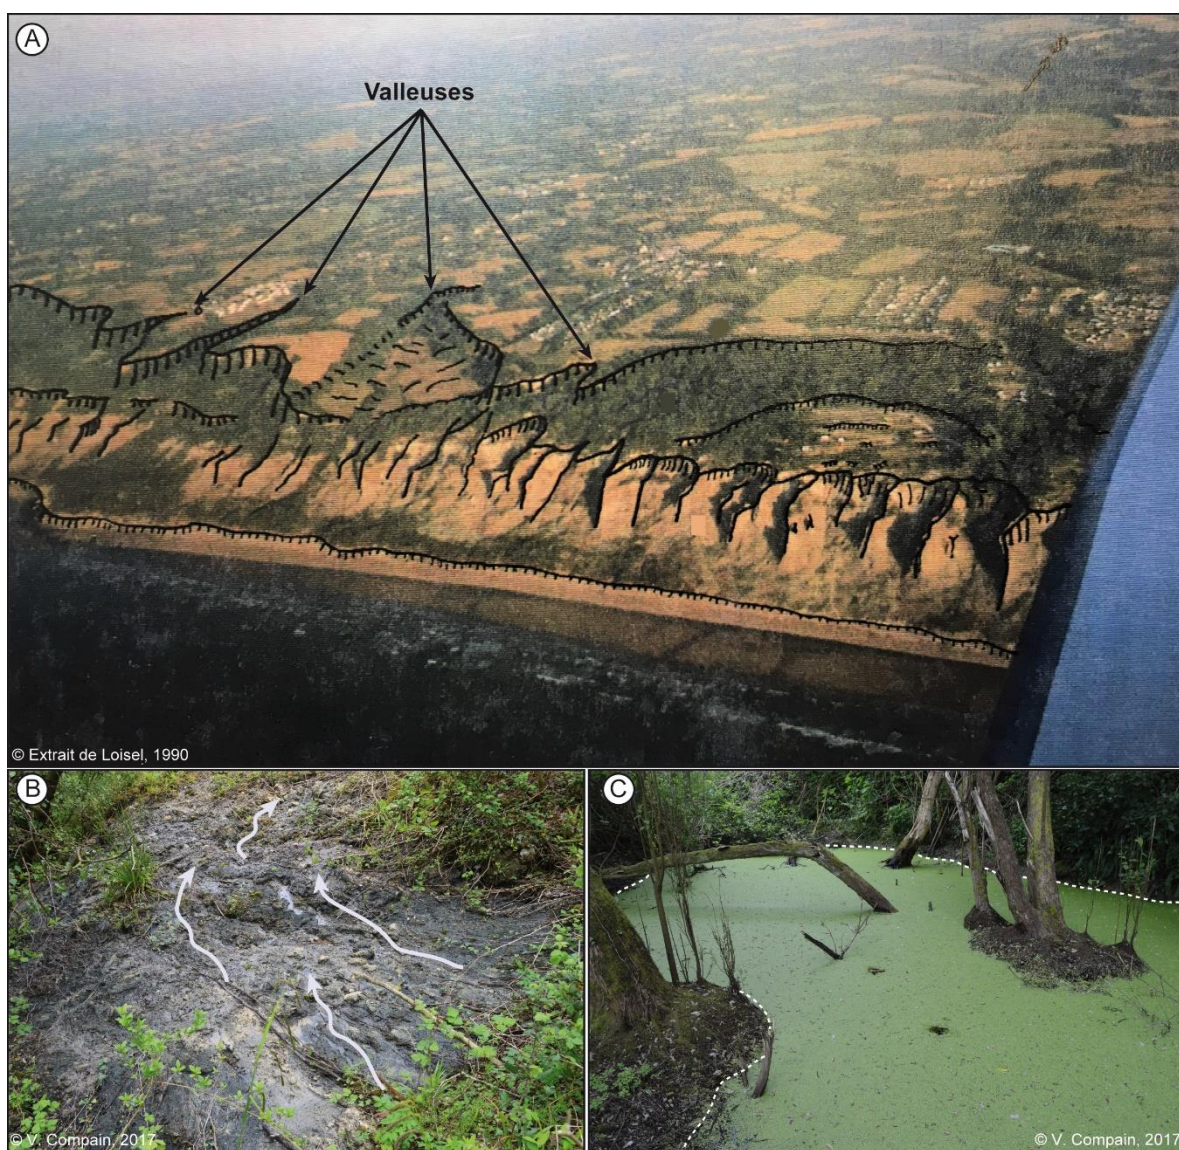 A
Valleuses
© Extrait de Loisel, 1990
B
© V. Compain, 2017
C
© V. Compain, 2017